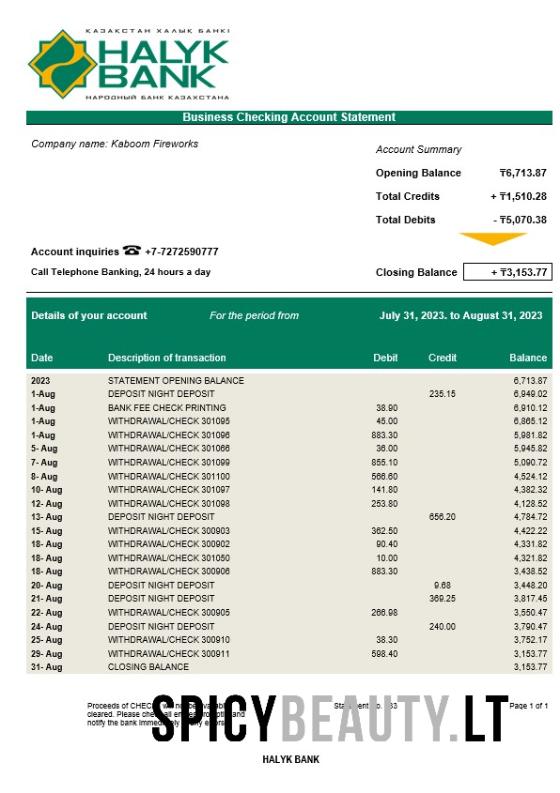 ҚАЗАҚСТАН ХАЛЫҚ БАНКІ
HALYK
BANK
НАРОДНЫЙ БАНК КАЗАХСТАНА
Business Checking Account Statement
Company name: Kaboom Fireworks
Account Summary
Opening Balance ₸6,713.87
Total Credits + ₸1,510.28
Total Debits - ₸5,070.38
Account inquiries ☎ +7-7272590777
Call Telephone Banking, 24 hours a day
Closing Balance + ₸3,153.77
Details of your account For the period from July 31, 2023. to August 31, 2023
Date Description of transaction Debit Credit Balance
2023 STATEMENT OPENING BALANCE 6,713.87
1-Aug DEPOSIT NIGHT DEPOSIT 235.15 6,949.02
1-Aug BANK FEE CHECK PRINTING 38.90 6,910.12
1-Aug WITHDRAWAL/CHECK 301095 45.00 6,865.12
1-Aug WITHDRAWAL/CHECK 301096 883.30 5,981.82
5- Aug WITHDRAWAL/CHECK 301066 36.00 5,945.82
7- Aug WITHDRAWAL/CHECK 301099 855.10 5,090.72
8- Aug WITHDRAWAL/CHECK 301100 566.60 4,524.12
10- Aug WITHDRAWAL/CHECK 301097 141.80 4,382.32
12- Aug WITHDRAWAL/CHECK 301098 253.80 4,128.52
13- Aug DEPOSIT NIGHT DEPOSIT 656.20 4,784.72
15- Aug WITHDRAWAL/CHECK 300903 362.50 4,422.22
18- Aug WITHDRAWAL/CHECK 300902 90.40 4,331.82
18- Aug WITHDRAWAL/CHECK 301050 10.00 4,321.82
18- Aug WITHDRAWAL/CHECK 300906 883.30 3,438.52
20- Aug DEPOSIT NIGHT DEPOSIT 9.68 3,448.20
21- Aug DEPOSIT NIGHT DEPOSIT 369.25 3,817.45
22- Aug WITHDRAWAL/CHECK 300905 266.98 3,550.47
24- Aug DEPOSIT NIGHT DEPOSIT 240.00 3,790.47
25- Aug WITHDRAWAL/CHECK 300910 38.30 3,752.17
29- Aug WITHDRAWAL/CHECK 300911 598.40 3,153.77
31- Aug CLOSING BALANCE 3,153.77
Proceeds of Page 1 of 1
cleared. Please
notify the bank
SPICYBEAUTY.LT
HALYK BANK